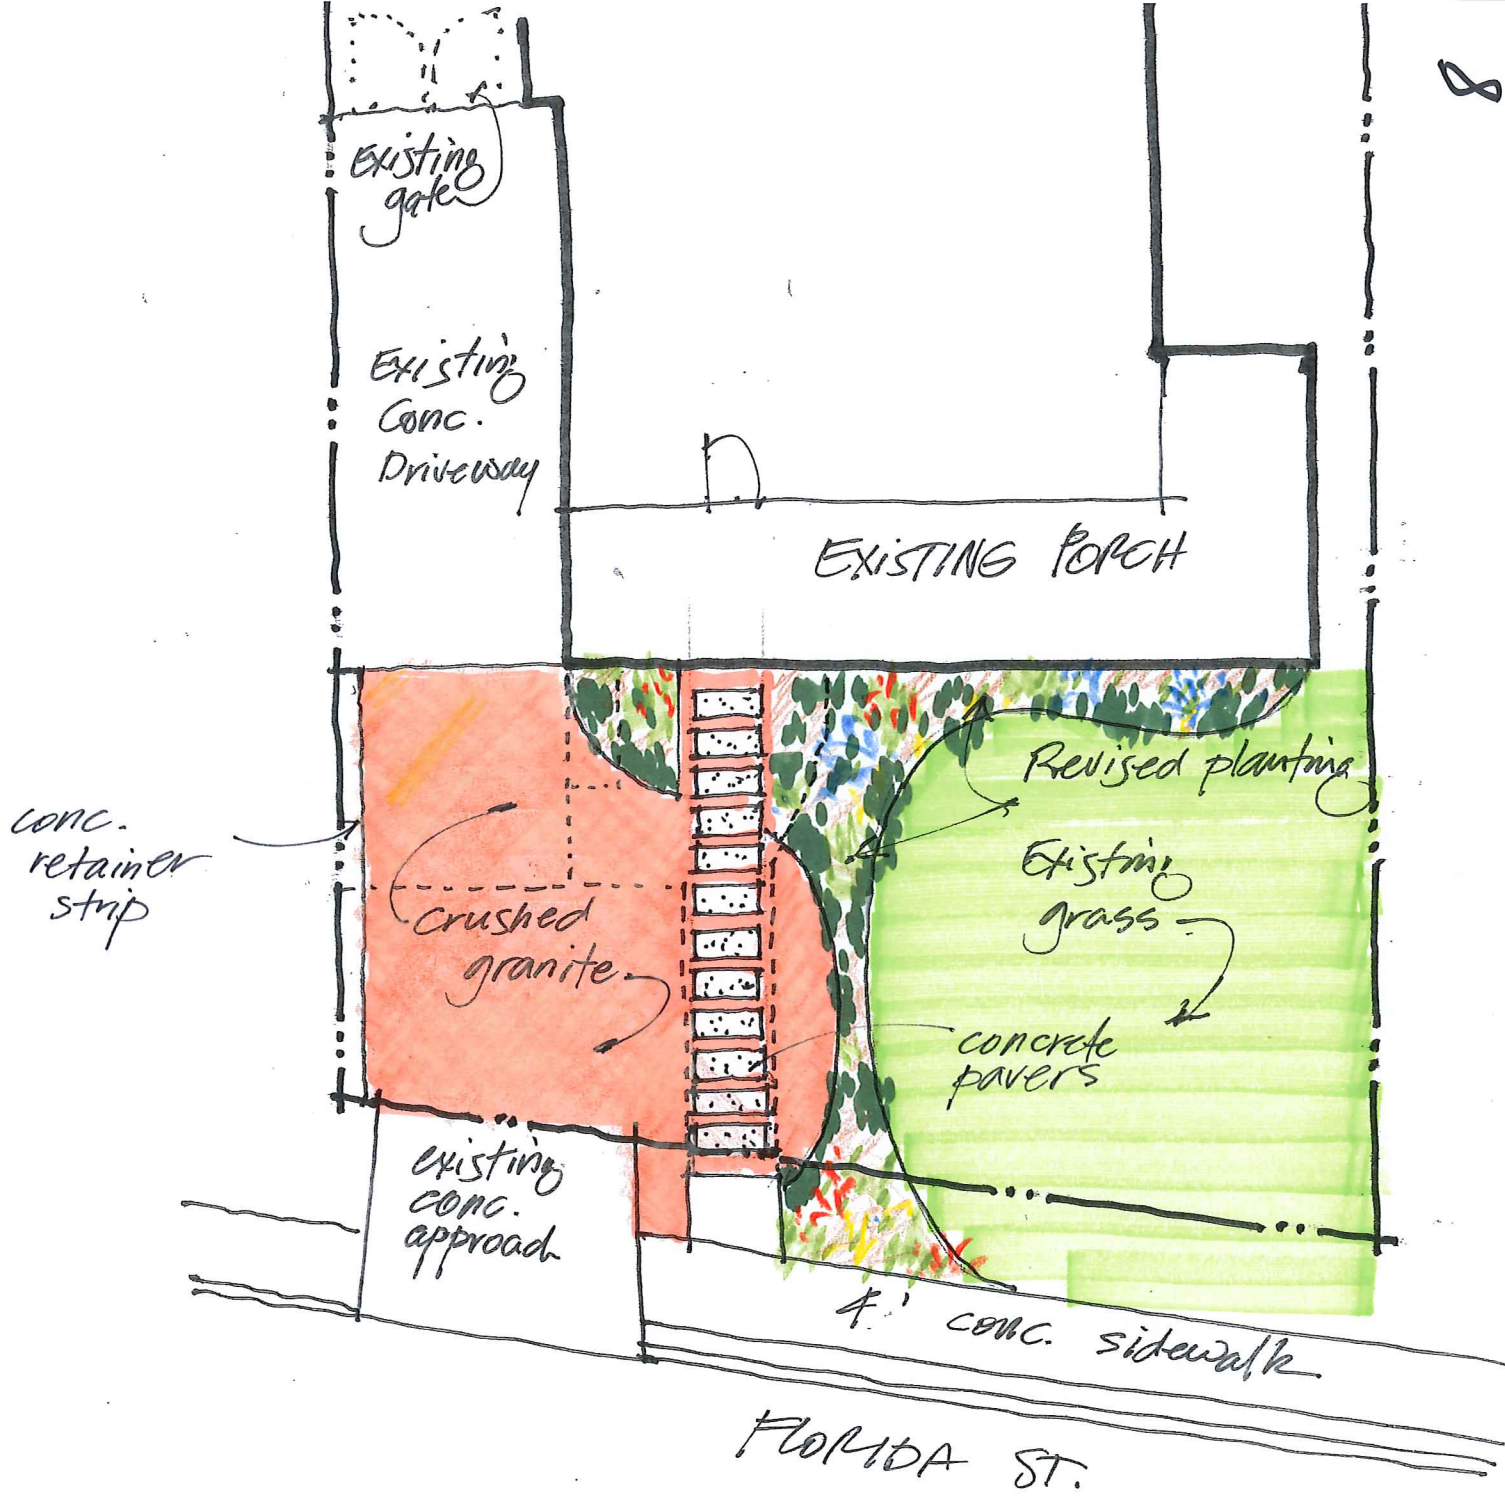 8
Existing
gate
Existing
Conc.
Driveway
EXISTING PORCH
Revised planting
conc.
retainer
strip
Existing
grass
crushed
granite
concrete
pavers
existing
conc.
approach
4' conc. sidewalk
FLORIDA ST.